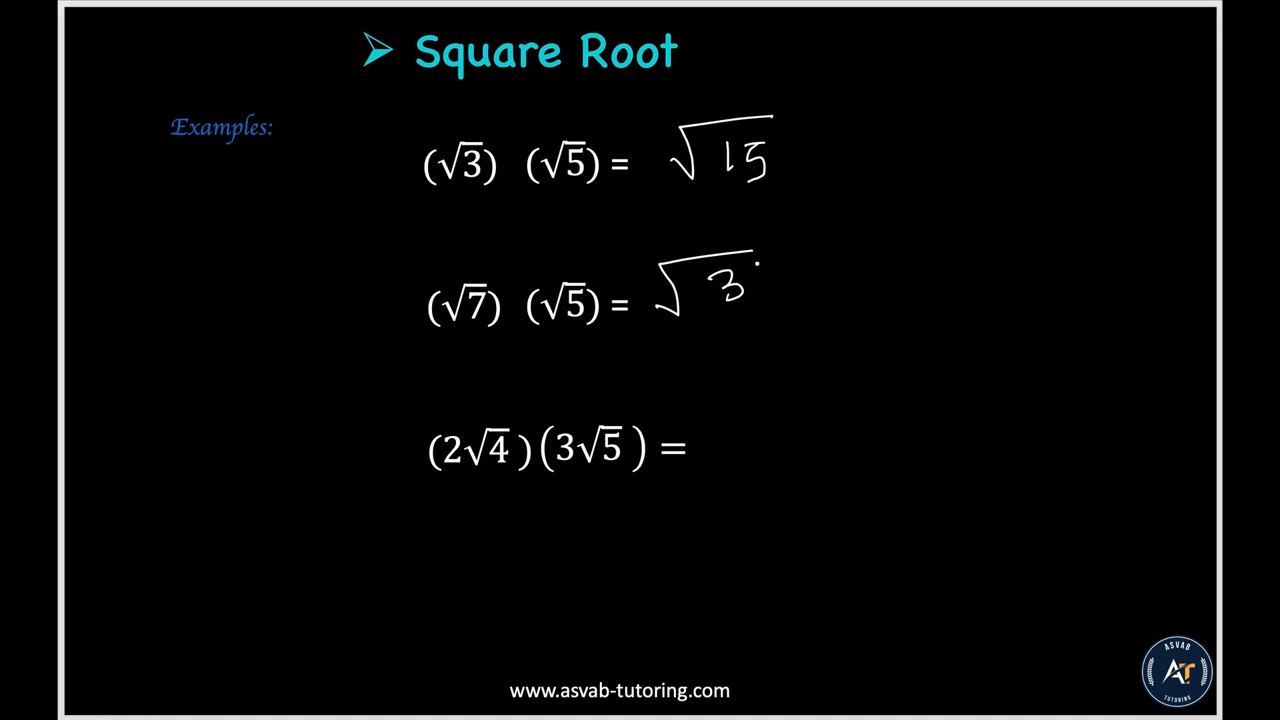 ➢ Square Root
Examples:
(√3) (√5) = √15
(√7) (√5) = √3
(2√4)(3√5) =
ASVAB
AT
TUTORING
www.asvab-tutoring.com